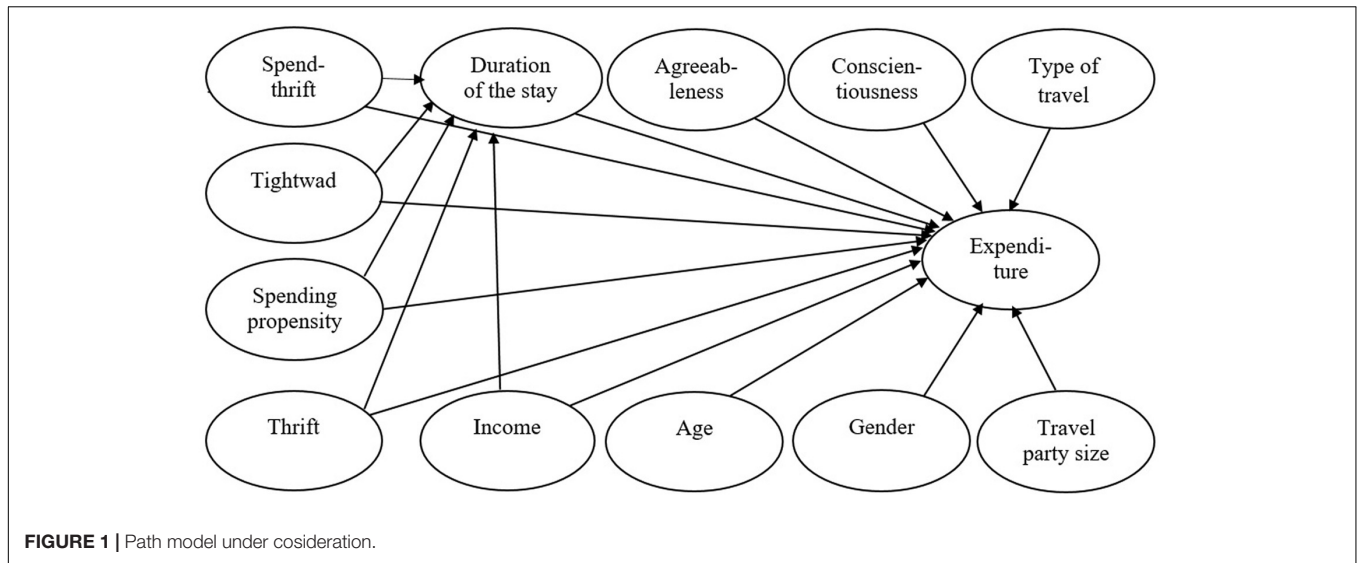 Spend-
thrift
Duration
of the stay
Agreeab-
leness
Conscien-
tiousness
Type of
travel
Tightwad
Expendi-
ture
Spending
propensity
Thrift
Income
Age
Gender
Travel
party size
FIGURE 1 | Path model under cosideration.